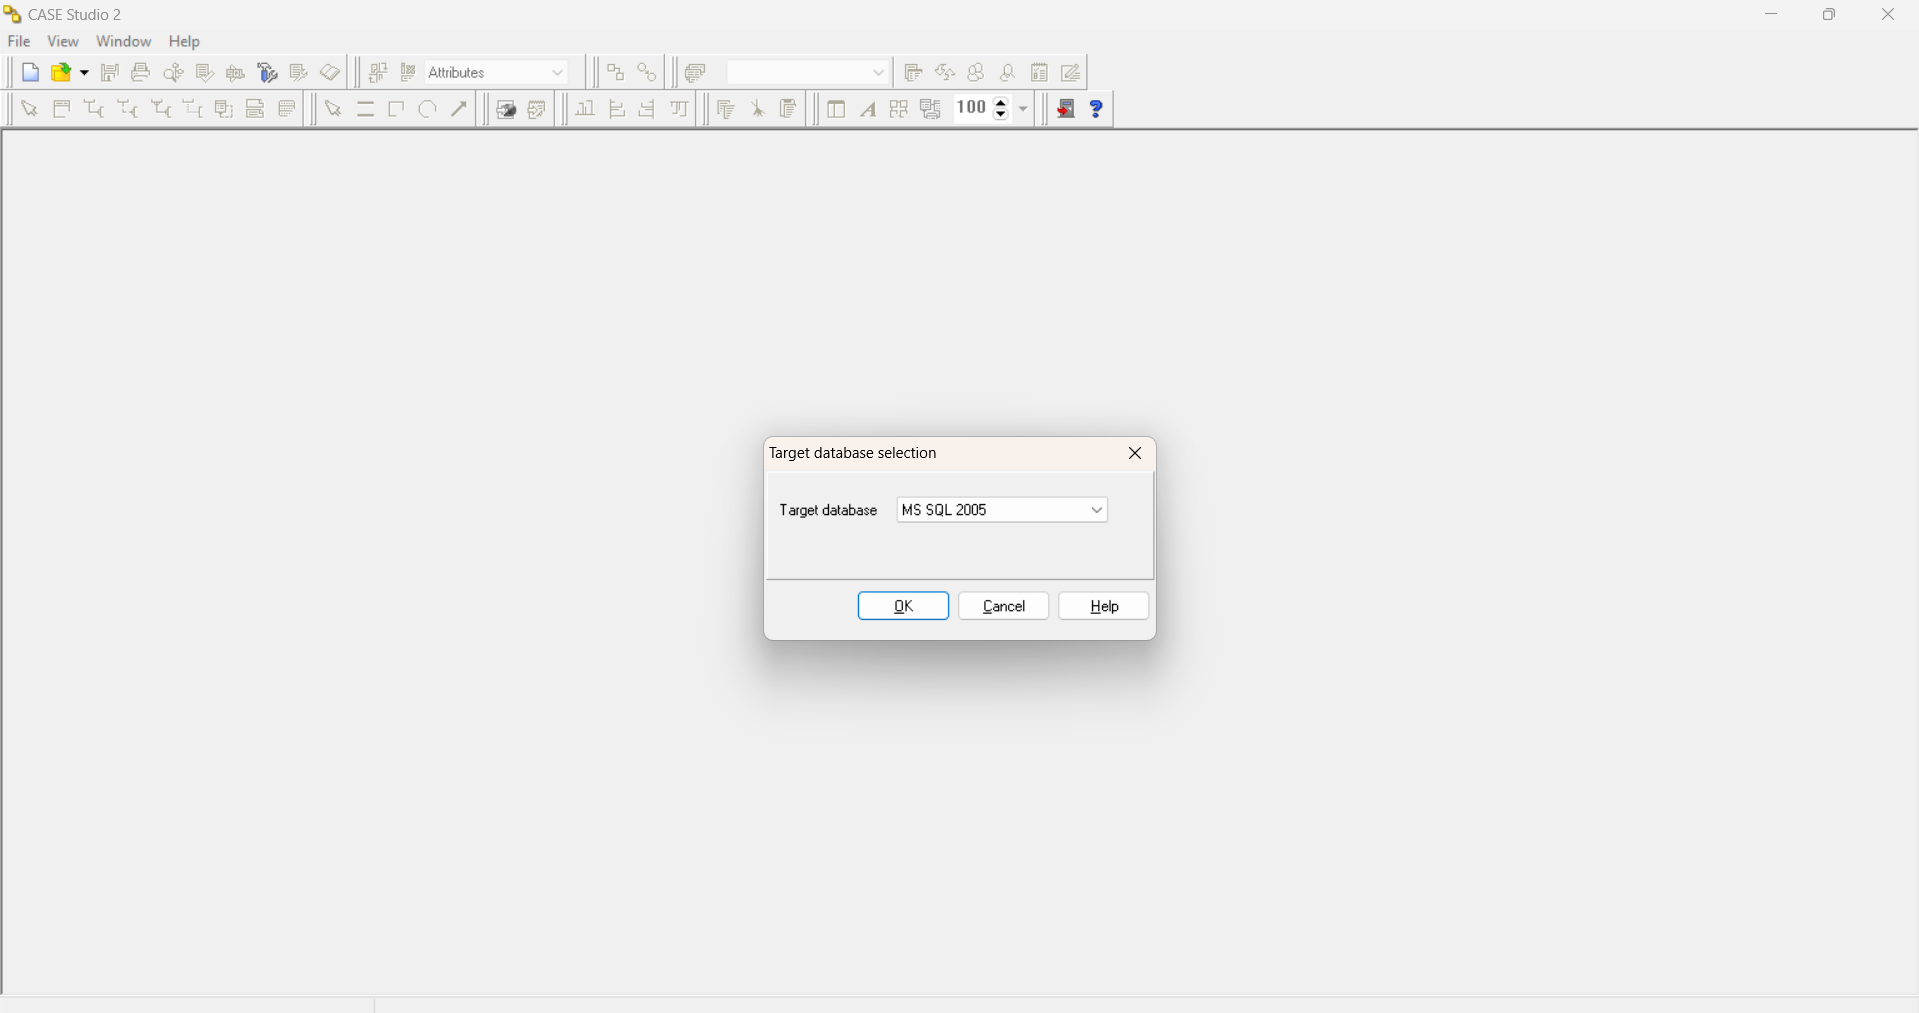 CASE Studio 2
File View Window Help
Attributes
100
Target database selection
Target database MS SQL 2005
OK Cancel Help